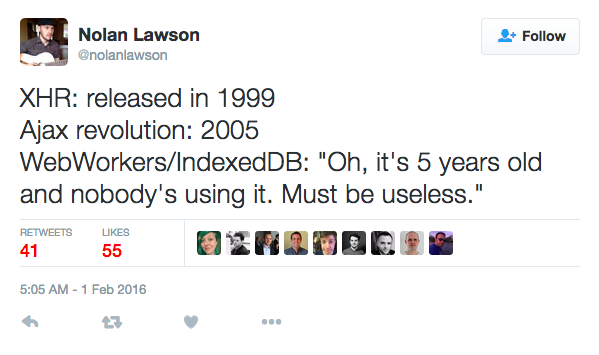 Nolan Lawson
@nolanlawson
Follow
XHR: released in 1999
Ajax revolution: 2005
WebWorkers/IndexedDB: "Oh, it's 5 years old
and nobody's using it. Must be useless."
RETWEETS LIKES
41 55
5:05 AM - 1 Feb 2016